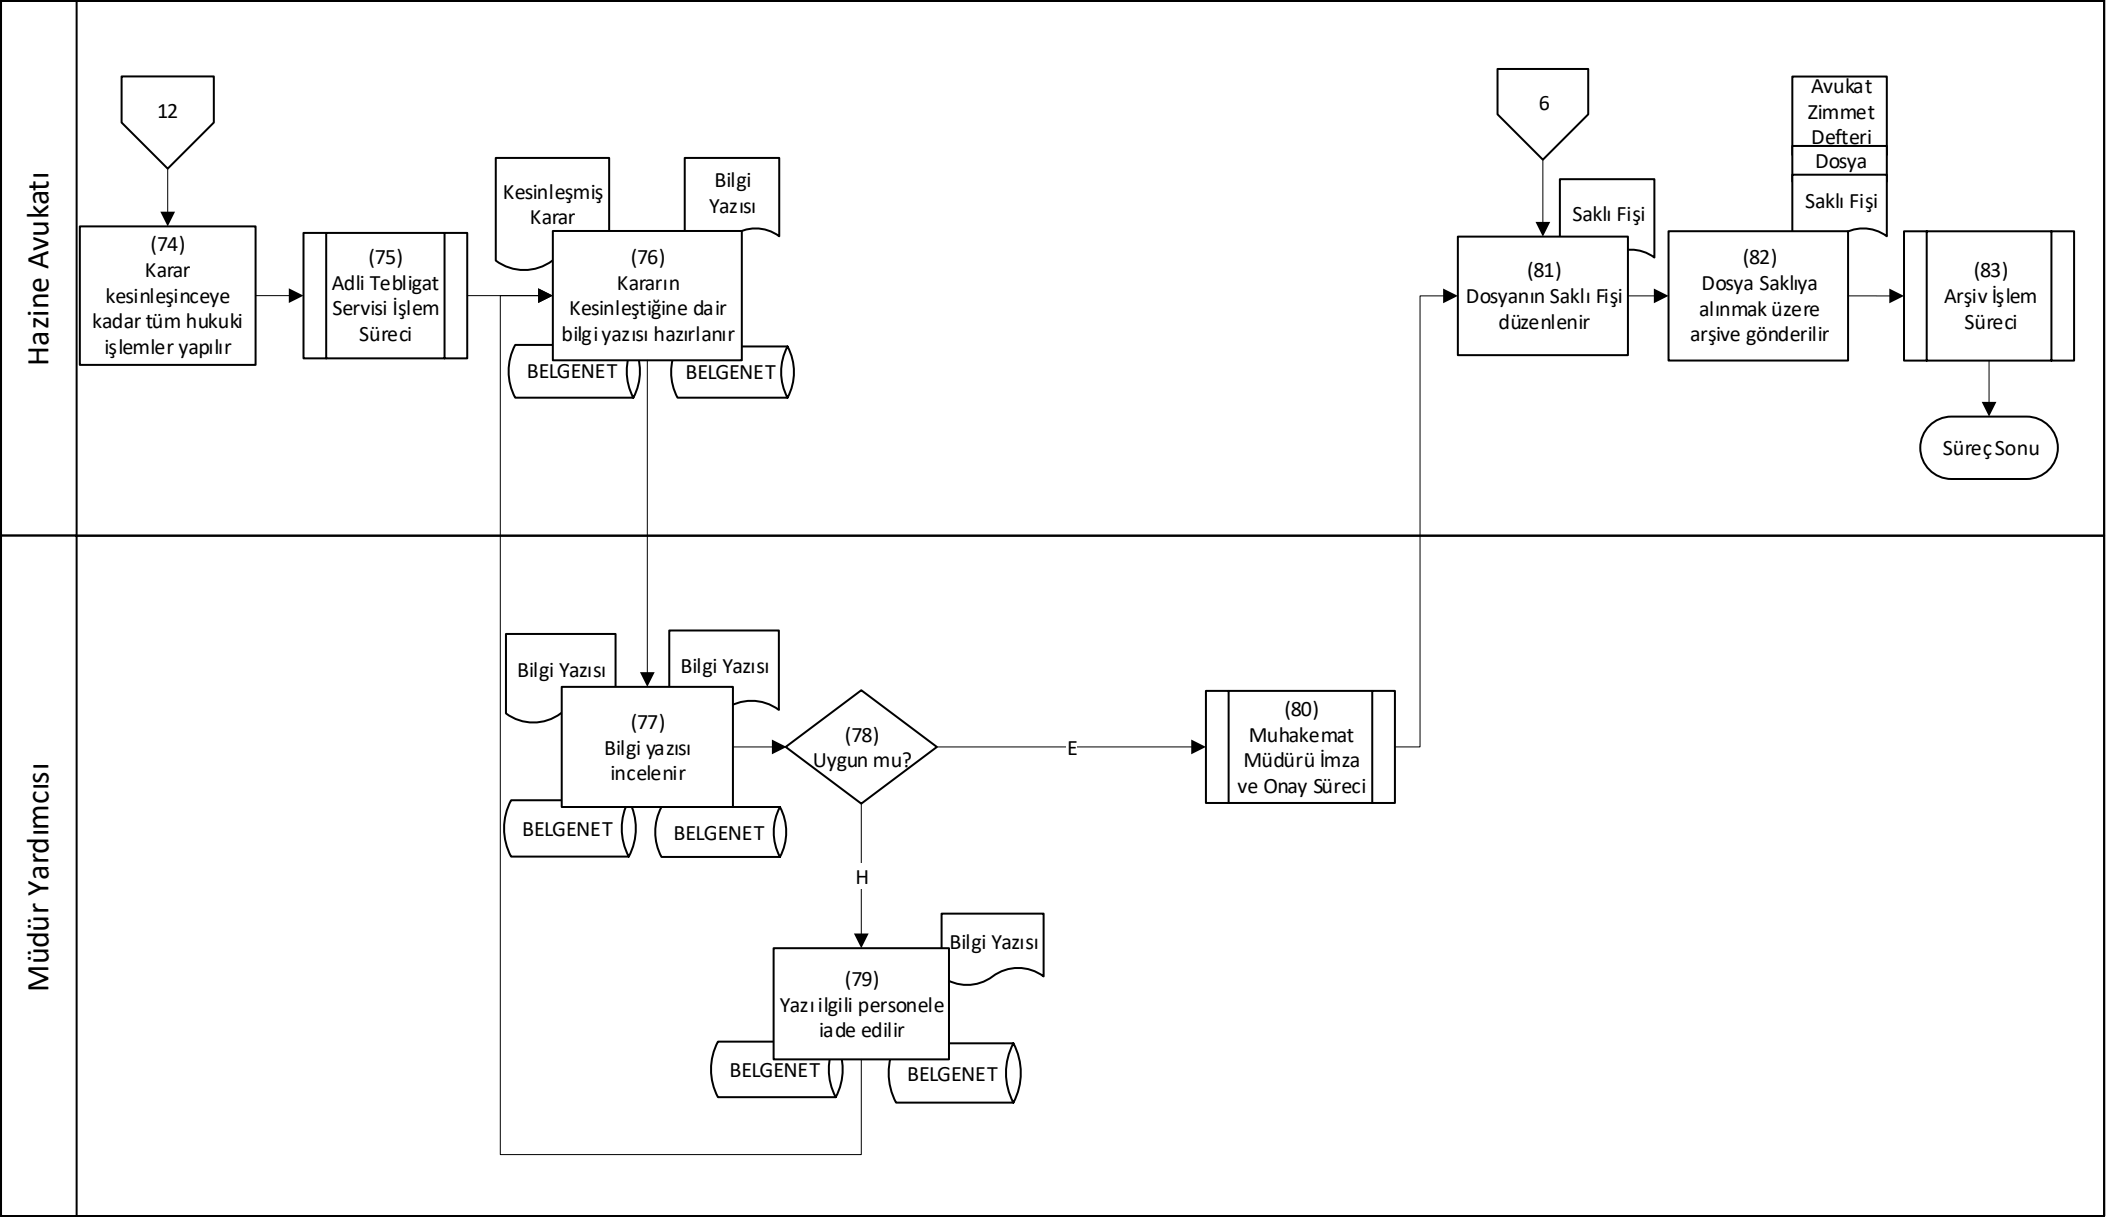 Hazine Avukatı
12
(74)
Karar
kesinleşinceye
kadar tüm hukuki
işlemler yapılır
(75)
Adli Tebligat
Servisi İşlem
Süreci
Kesinleşmiş
Karar
Bilgi
Yazısı
(76)
Kararın
Kesinleştiğine dair
bilgi yazısı hazırlanır
BELGENET
BELGENET
6
Saklı Fişi
(81)
Dosyanın Saklı Fişi
düzenlenir
Avukat
Zimmet
Defteri
Dosya
Saklı Fişi
(82)
Dosya Saklıya
alınmak üzere
arşive gönderilir
(83)
Arşiv İşlem
Süreci
Süreç Sonu
Müdür Yardımcısı
Bilgi Yazısı
Bilgi Yazısı
(77)
Bilgi yazısı
incelenir
BELGENET
BELGENET
(78)
Uygun mu?
E
H
(80)
Muhakemat
Müdürü İmza
ve Onay Süreci
Bilgi Yazısı
(79)
Yazı ilgili personele
iade edilir
BELGENET
BELGENET